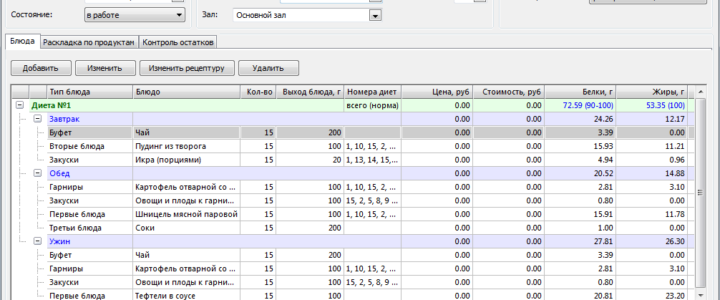 Состояние: в работе Зал: Основной зал
Блюда Раскладка по продуктам Контроль остатков
Добавить Изменить Изменить рецептуру Удалить
Тип блюда Блюдо Кол-во Выход блюда, г Номера диет Цена, руб Стоимость, руб Белки, г Жиры, г
Диета №1 всего (норма) 0.00 0.00 72.59 (90-100) 53.35 (100)
Завтрак 0.00 0.00 24.26 12.17
Буфет Чай 15 200 0.00 0.00 3.39 0.00
Вторые блюда Пудинг из творога 15 100 1, 10, 15, 2, ... 0.00 0.00 15.93 11.21
Закуски Икра (порциями) 15 20 1, 13, 14, 15,... 0.00 0.00 4.94 0.96
Обед 0.00 0.00 20.52 14.88
Гарниры Картофель отварной со ... 15 100 1, 10, 15, 2, ... 0.00 0.00 2.81 3.10
Закуски Овощи и плоды к гарни... 15 100 15, 2, 5, 8, 9 ... 0.00 0.00 0.80 0.00
Первые блюда Шницель мясной паровой 15 100 1, 10, 15, 2, ... 0.00 0.00 15.91 11.78
Третьи блюда Соки 15 200 0.00 0.00 1.00 0.00
Ужин 0.00 0.00 27.81 26.30
Буфет Чай 15 200 0.00 0.00 3.39 0.00
Гарниры Картофель отварной со ... 15 100 1, 10, 15, 2, ... 0.00 0.00 2.81 3.10
Закуски Овощи и плоды к гарни... 15 100 15, 2, 5, 8, 9 ... 0.00 0.00 0.80 0.00
Первые блюда Тефтели в соусе 15 100 0.00 0.00 20.81 23.20